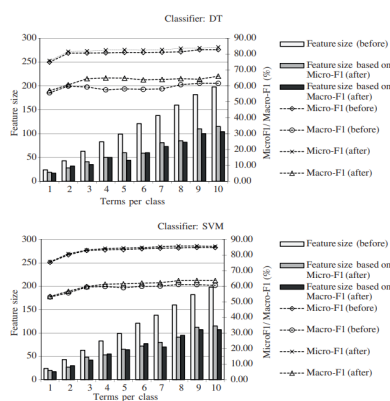 Classifier: DT
300
250
200
150
100
50
0
90.00
80.00
70.00
60.00
50.00
40.00
30.00
20.00
10.00
0.00
Feature size
MicroF1/ Macro-F1 (%)
1 2 3 4 5 6 7 8 9 10
Terms per class
Feature size (before)
Feature size based on
Micro-F1 (after)
Feature size based on
Macro-F1 (after)
Micro-F1 (before)
Macro-F1 (before)
Micro-F1 (after)
Macro-F1 (after)
Classifier: SVM
300
250
200
150
100
50
0
90.00
80.00
70.00
60.00
50.00
40.00
30.00
20.00
10.00
0.00
Feature size
MicroF1/ Macro-F1 (%)
1 2 3 4 5 6 7 8 9 10
Terms per class
Feature size (before)
Feature size based on
Micro-F1 (after)
Feature size based on
Macro-F1 (after)
Micro-F1 (before)
Macro-F1 (before)
Micro-F1 (after)
Macro-F1 (after)